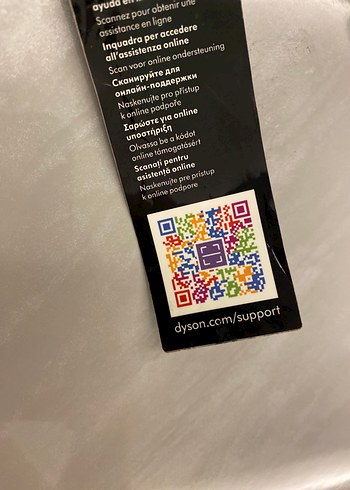 ayuda en
Scannez pour obtenir une
assistance en ligne
Inquadra per accedere
all'assistenza online
Scan voor online ondersteuning
Сканируйте для
онлайн-поддержки
Naskenujte pro přístup
k online podpoře
Σαρώστε για online
υποστήριξη
Olvassa be a kódot
online támogatásért
Scanați pentru
asistență online
Naskenujte pre prístup
k online podpore
dyson.com/support